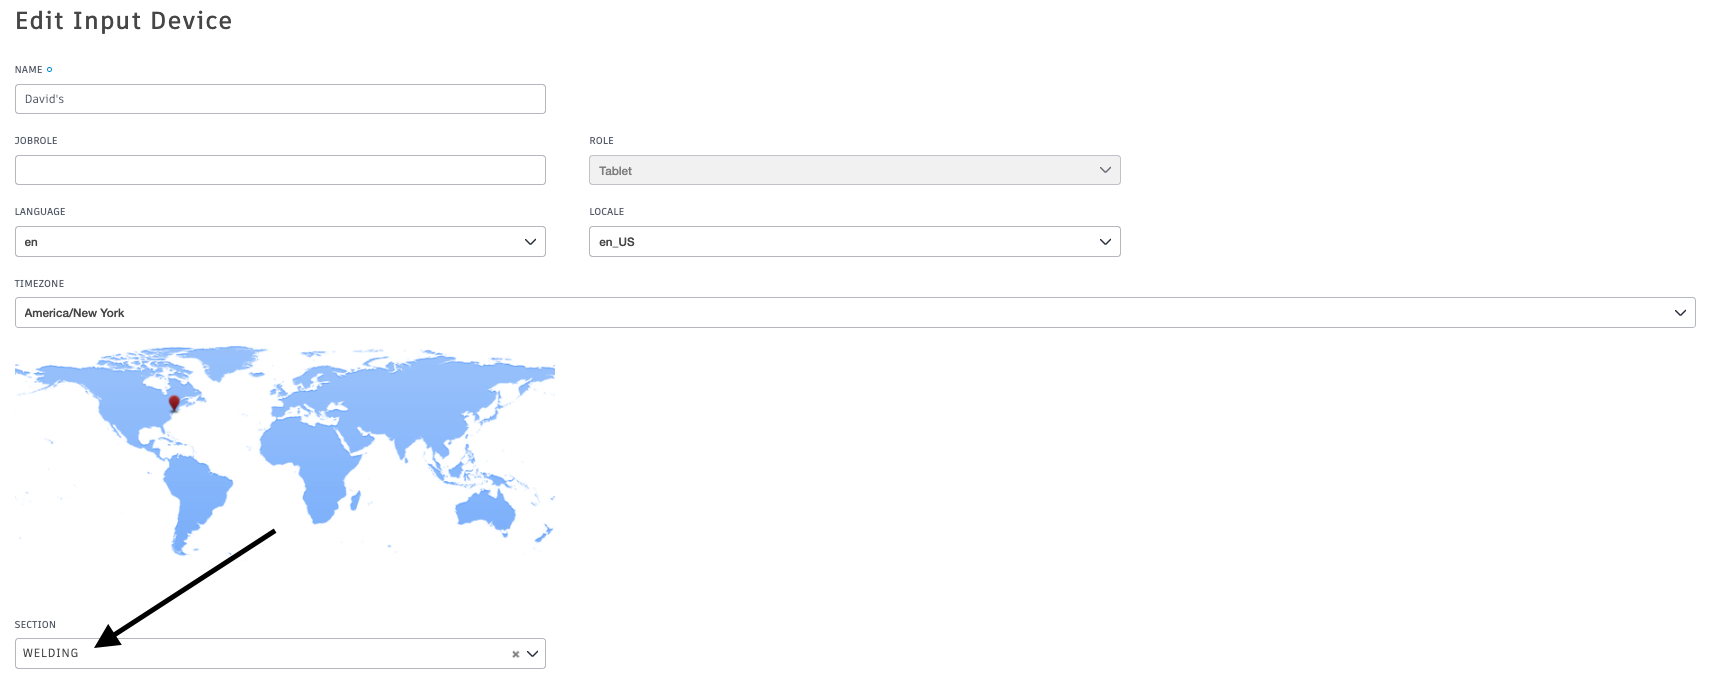 Edit Input Device
NAME
David's
JOBROLE
ROLE
Tablet
LANGUAGE
LOCALE
en
en_US
TIMEZONE
America/New York
SECTION
WELDING